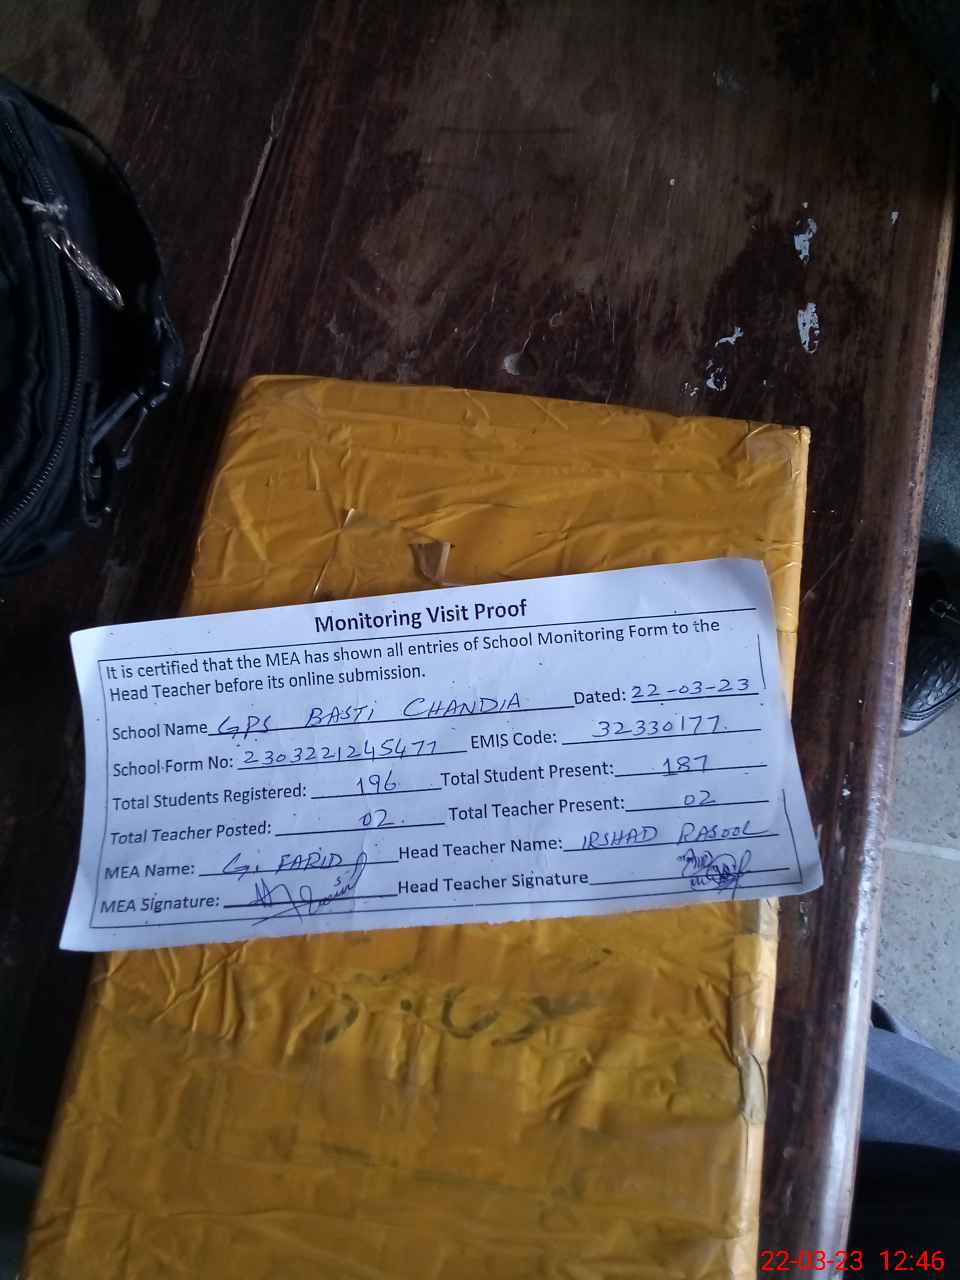 Monitoring Visit Proof
It is certified that the MEA has shown all entries of School Monitoring Form to the
Head Teacher before its online submission.
School Name GPS BASTI CHANDIA Dated: 22-03-23
School Form No: 2303221245477 EMIS Code: 32330177.
Total Students Registered: 196 Total Student Present: 187
Total Teacher Posted: 02. Total Teacher Present: 02
MEA Name: G. FARID Head Teacher Name: IRSHAD RASOOL
MEA Signature: Head Teacher Signature
22-03-23 12:46